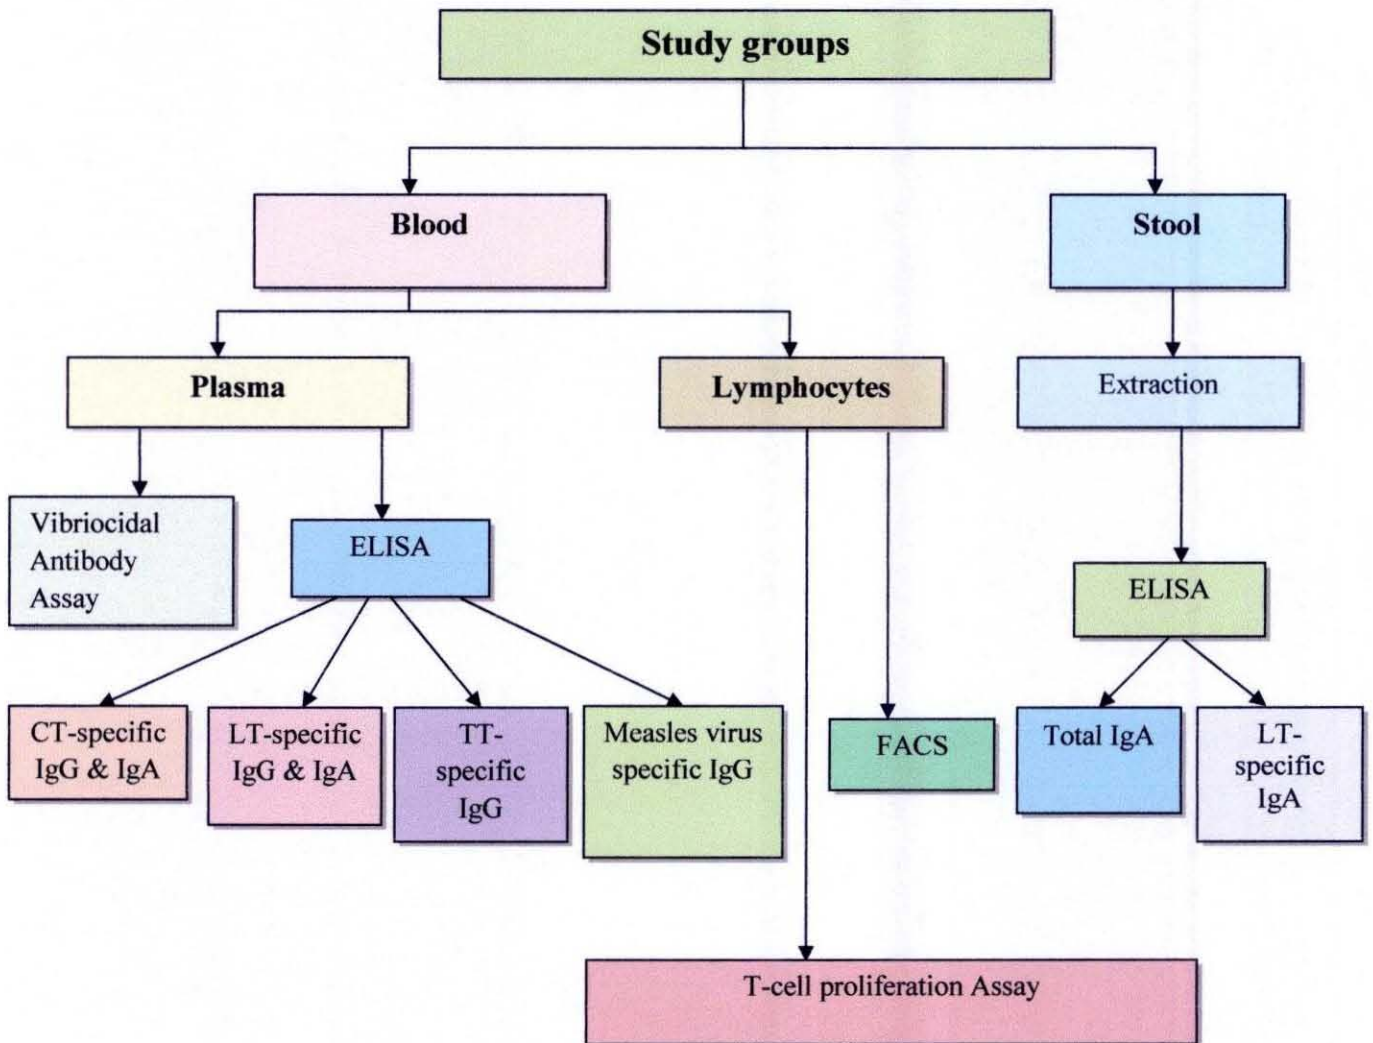 Study groups
Blood
Stool
Plasma
Lymphocytes
Extraction
Vibriocidal
Antibody
Assay
ELISA
ELISA
CT-specific
IgG & IgA
LT-specific
IgG & IgA
TT-
specific
IgG
Measles virus
specific IgG
FACS
Total IgA
LT-
specific
IgA
T-cell proliferation Assay